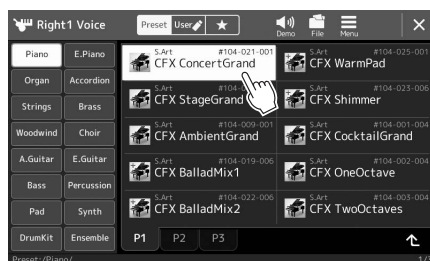 Right1 Voice
Preset User ★
Demo File Menu
Piano E.Piano
Organ Accordion
Strings Brass
Woodwind Choir
A.Guitar E.Guitar
Bass Percussion
Pad Synth
DrumKit Ensemble
S.Art #104-021-001
CFX ConcertGrand
S.Art #104-025-001
CFX WarmPad
S.Art
CFX StageGrand
S.Art #104-023-006
CFX Shimmer
S.Art #104-009-001
CFX AmbientGrand
S.Art #104-001-004
CFX CocktailGrand
S.Art #104-019-006
CFX BalladMix1
S.Art #104-002-004
CFX OneOctave
S.Art #104-022-006
CFX BalladMix2
S.Art #104-003-004
CFX TwoOctaves
P1 P2 P3
Preset:/Piano/